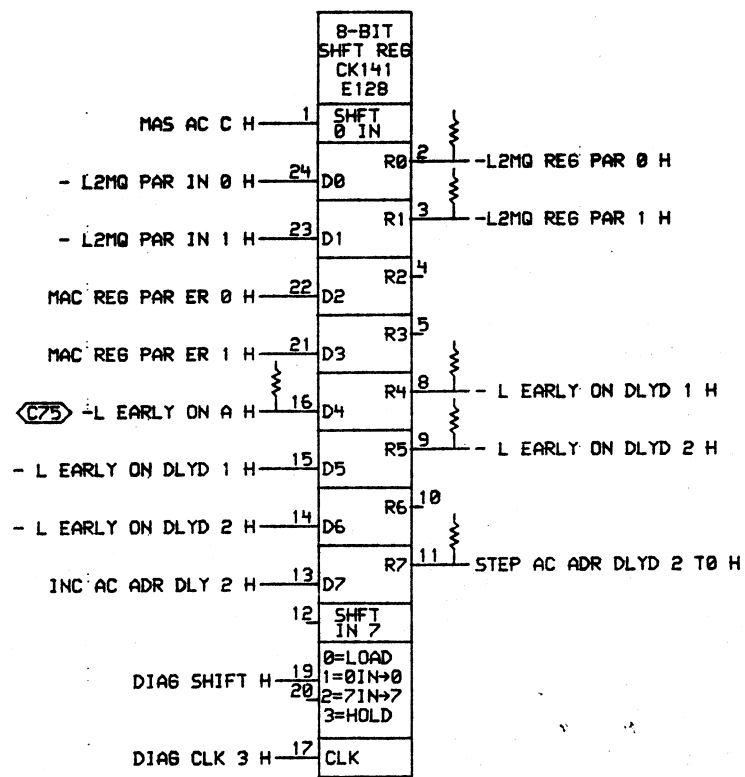 8-BIT
SHFT REG
CK141
E128
MAS AC C H 1 SHFT
0 IN
R0 2 -L2MQ REG PAR 0 H
- L2MQ PAR IN 0 H 24 D0
R1 3 -L2MQ REG PAR 1 H
- L2MQ PAR IN 1 H 23 D1
R2 4
MAC REG PAR ER 0 H 22 D2
R3 5
MAC REG PAR ER 1 H 21 D3
R4 8 - L EARLY ON DLYD 1 H
C75 -L EARLY ON A H 16 D4
R5 9 - L EARLY ON DLYD 2 H
- L EARLY ON DLYD 1 H 15 D5
R6 10
- L EARLY ON DLYD 2 H 14 D6
R7 11 STEP AC ADR DLYD 2 T0 H
INC AC ADR DLY 2 H 13 D7
12 SHFT
IN 7
0=LOAD
DIAG SHIFT H 19 1=0IN→0
20 2=7IN→7
3=HOLD
DIAG CLK 3 H 17 CLK